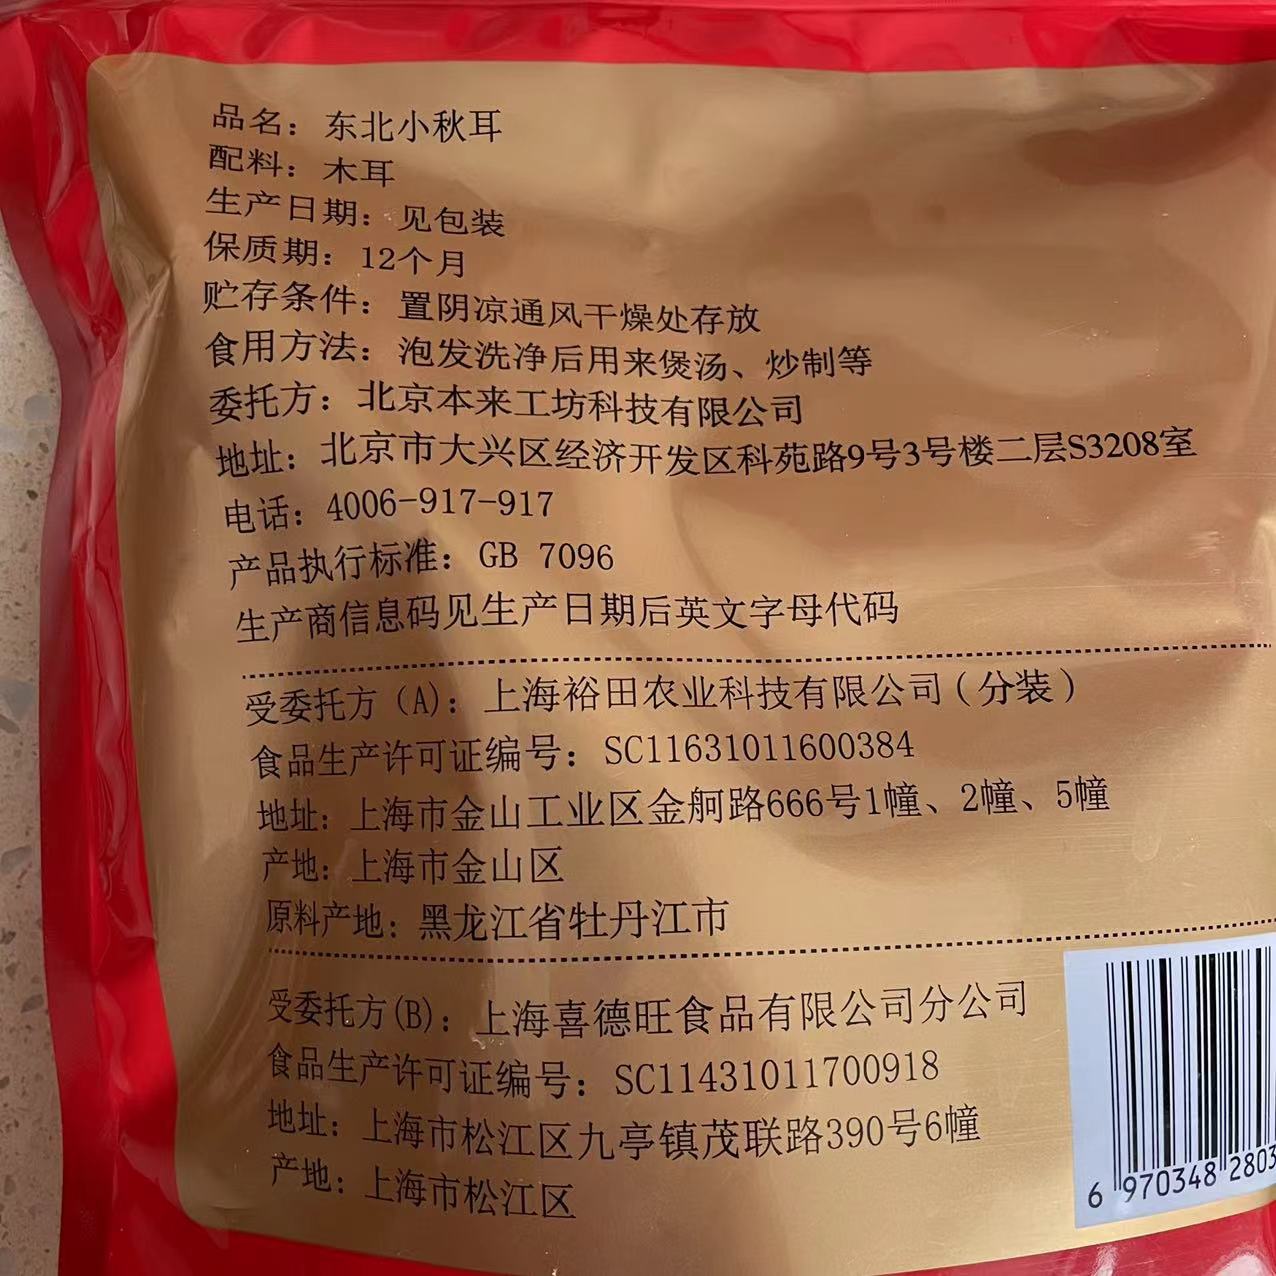 品名：东北小秋耳
配料：木耳
生产日期：见包装
保质期：12个月
贮存条件：置阴凉通风干燥处存放
食用方法：泡发洗净后用来煲汤、炒制等
委托方：北京本来工坊科技有限公司
地址：北京市大兴区经济开发区科苑路9号3号楼二层S3208室
电话：4006-917-917
产品执行标准：GB 7096
生产商信息码见生产日期后英文字母代码
受委托方（A）：上海裕田农业科技有限公司（分装）
食品生产许可证编号：SC11631011600384
地址：上海市金山工业区金舸路666号1幢、2幢、5幢
产地：上海市金山区
原料产地：黑龙江省牡丹江市
受委托方(B)：上海喜德旺食品有限公司分公司
食品生产许可证编号：SC11431011700918
地址：上海市松江区九亭镇茂联路390号6幢
产地：上海市松江区
6 970348 2803